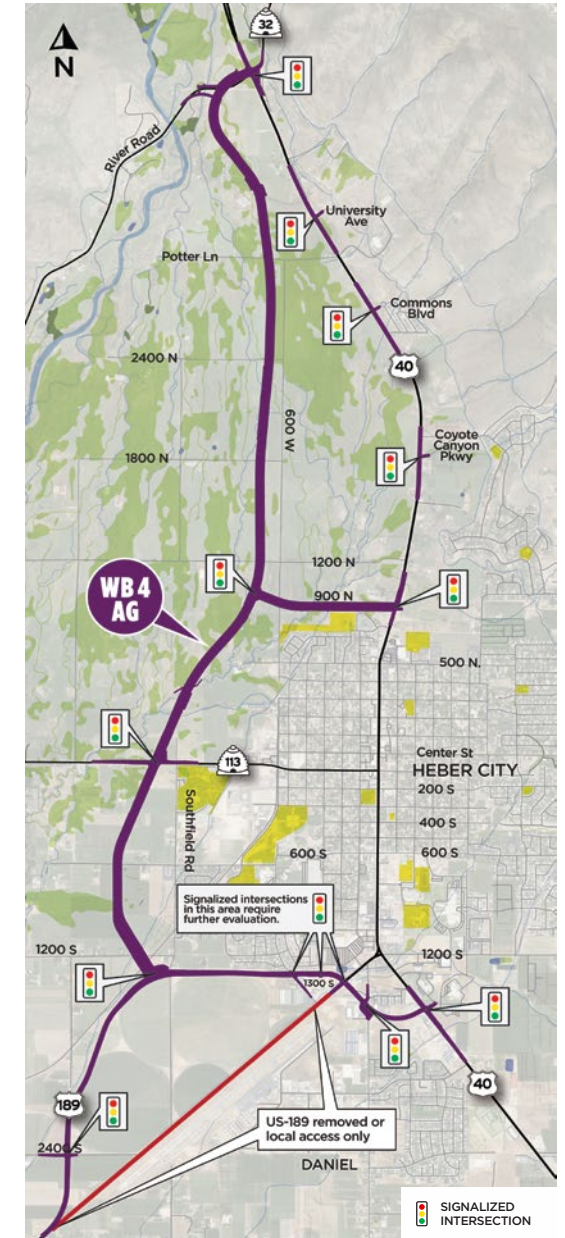 32
N
River Road
University
Ave
Potter Ln
Commons
Blvd
2400 N
40
600 W
Coyote
Canyon
Pkwy
1800 N
1200 N
WB 4
AG
900 N
500 N.
Center St
113
HEBER CITY
200 S
Southfield Rd
400 S
600 S
600 S
Signalized intersections
in this area require
further evaluation.
1200 S
1200 S
1300 S
40
189
US-189 removed or
local access only
2400 S
DANIEL
SIGNALIZED
INTERSECTION